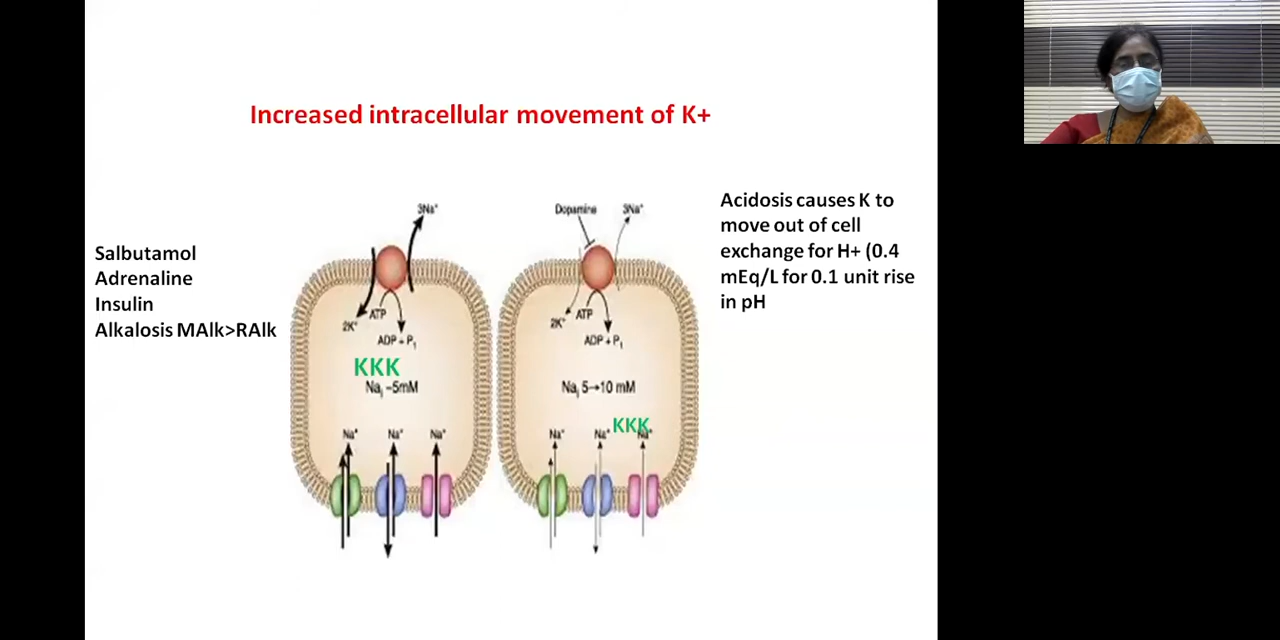 Increased intracellular movement of K+
Salbutamol
Adrenaline
Insulin
Alkalosis MAlk>RAlk
3Na⁺
2K⁺
ATP
ADP + P₁
KKK
Naᵢ ~5mM
Na⁺ Na⁺ Na⁺
Dopamine
3Na⁺
2K⁺
ATP
ADP + P₁
Naᵢ 5→10 mM
KKK
Na⁺ Na⁺ Na⁺
Acidosis causes K to
move out of cell
exchange for H+ (0.4
mEq/L for 0.1 unit rise
in pH